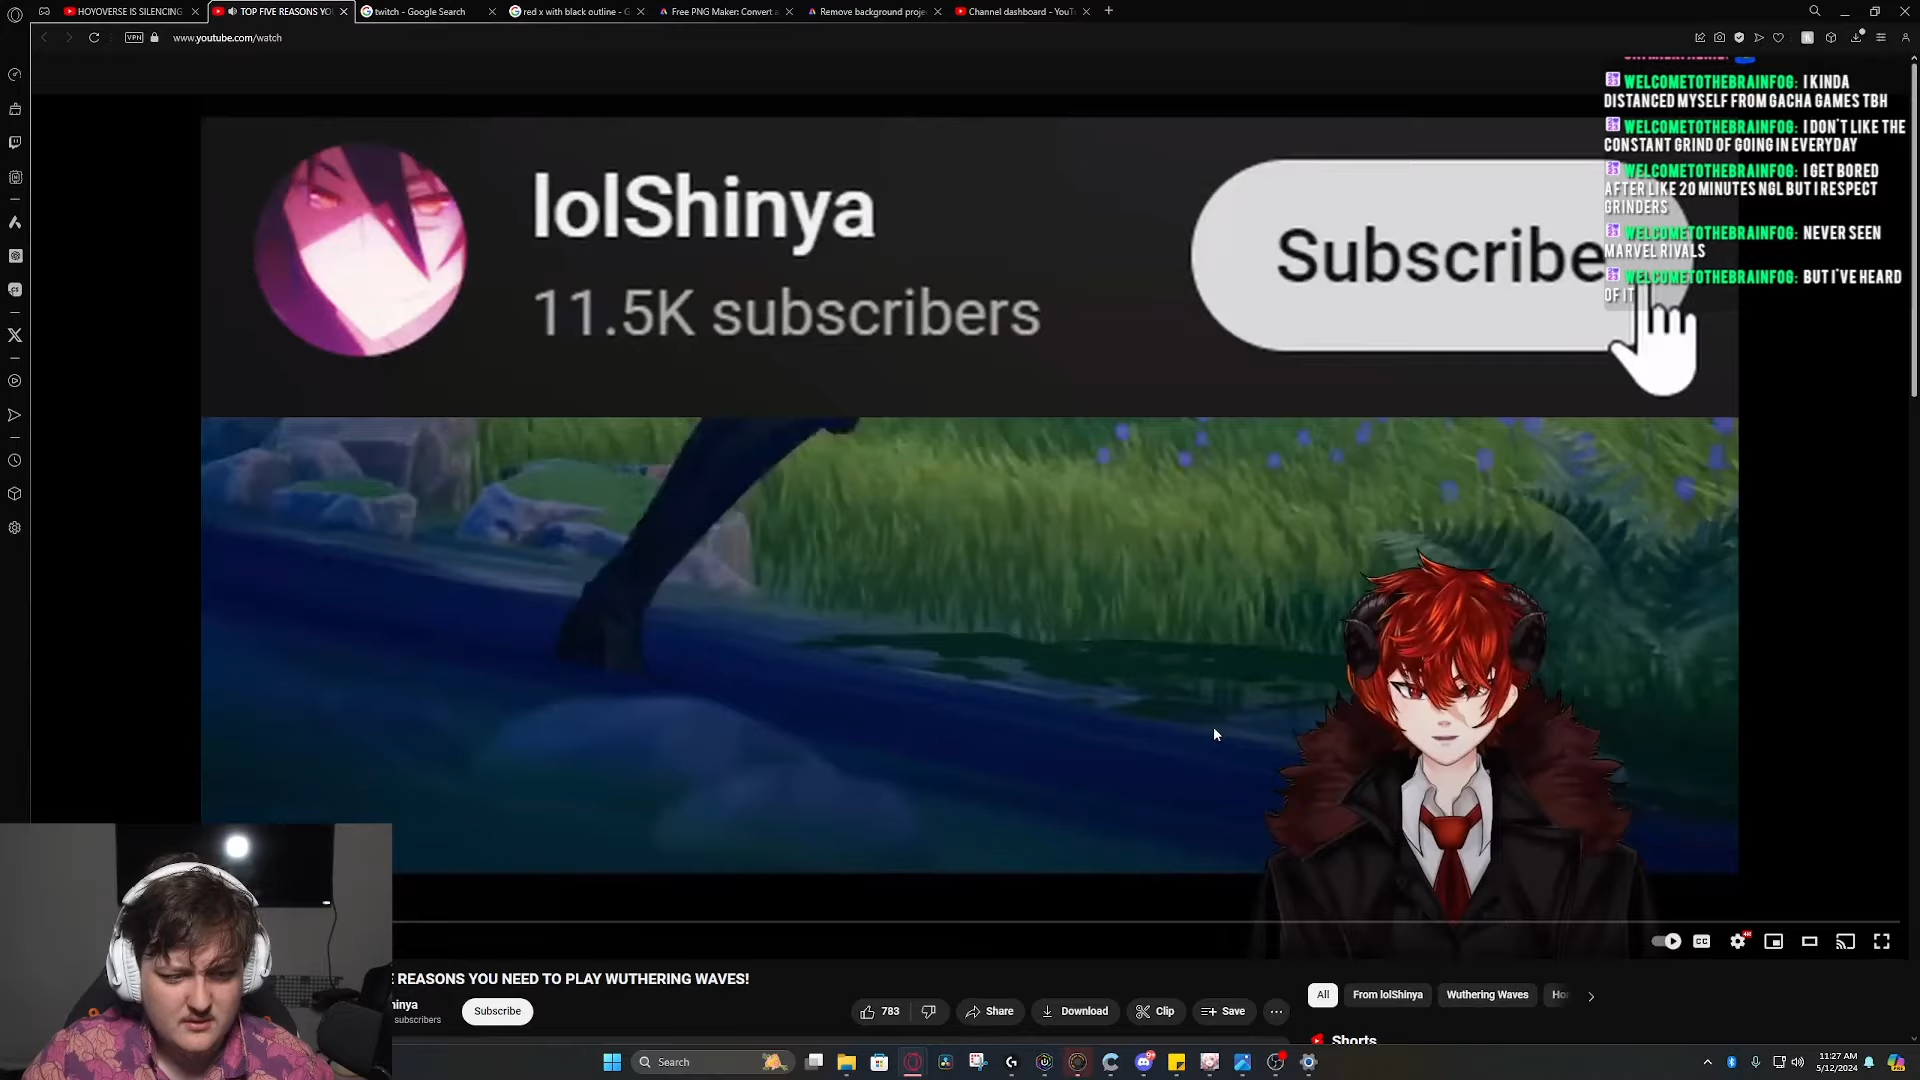 HOYOVERSE IS SILENCING
TOP FIVE REASONS YO
twitch - Google Search
red x with black outline - G
Free PNG Maker: Convert a
Remove background proje
Channel dashboard - YouTu
VPN
www.youtube.com/watch
WELCOMETOTHEBRAINFOG: I KINDA
DISTANCED MYSELF FROM GACHA GAMES TBH
WELCOMETOTHEBRAINFOG: I DON'T LIKE THE
CONSTANT GRIND OF GOING IN EVERYDAY
WELCOMETOTHEBRAINFOG: I GET BORED
AFTER LIKE 20 MINUTES NGL BUT I RESPECT
GRINDERS
WELCOMETOTHEBRAINFOG: NEVER SEEN
MARVEL RIVALS
WELCOMETOTHEBRAINFOG: BUT I'VE HEARD
OF IT
lolShinya
11.5K subscribers
Subscribe
CC
E REASONS YOU NEED TO PLAY WUTHERING WAVES!
hinya
subscribers
Subscribe
783
Share
Download
Clip
Save
All
From lolShinya
Wuthering Waves
Ho
Shorts
Search
11:27 AM
5/12/2024